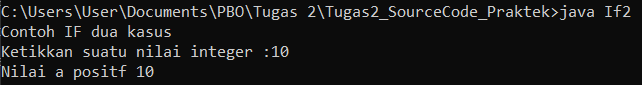 C:\Users\User\Documents\PBO\Tugas 2\Tugas2_SourceCode_Praktek>java If2
Contoh IF dua kasus
Ketikkan suatu nilai integer :10
Nilai a positf 10